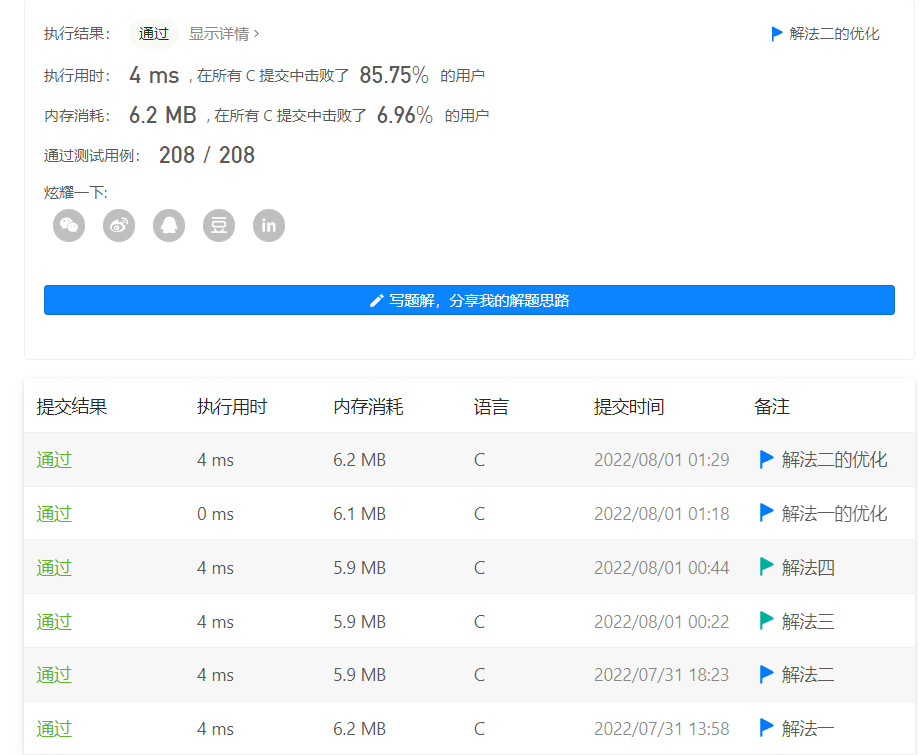 执行结果： 通过 显示详情 › 解法二的优化
执行用时： 4 ms ，在所有 C 提交中击败了 85.75% 的用户
内存消耗： 6.2 MB ，在所有 C 提交中击败了 6.96% 的用户
通过测试用例： 208 / 208
炫耀一下:
豆 in
写题解，分享我的解题思路
提交结果 执行用时 内存消耗 语言 提交时间 备注
通过 4 ms 6.2 MB C 2022/08/01 01:29 解法二的优化
通过 0 ms 6.1 MB C 2022/08/01 01:18 解法一的优化
通过 4 ms 5.9 MB C 2022/08/01 00:44 解法四
通过 4 ms 5.9 MB C 2022/08/01 00:22 解法三
通过 4 ms 5.9 MB C 2022/07/31 18:23 解法二
通过 4 ms 6.2 MB C 2022/07/31 13:58 解法一